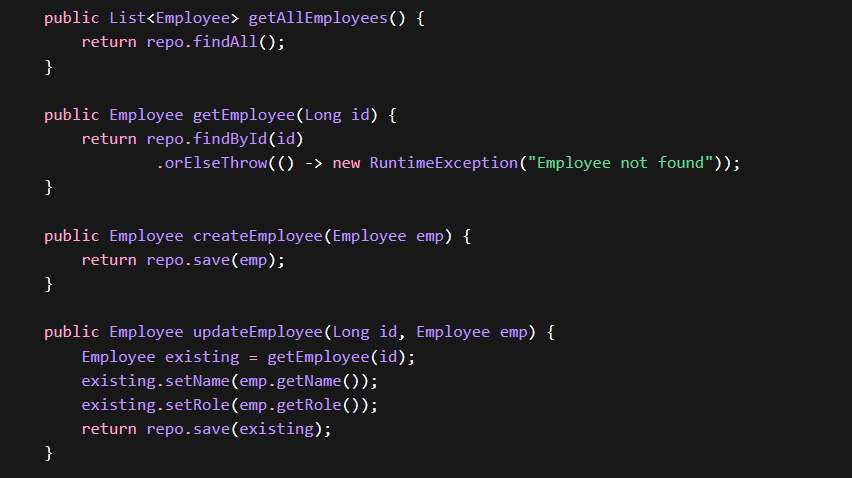 public List<Employee> getAllEmployees() {
    return repo.findAll();
}

public Employee getEmployee(Long id) {
    return repo.findById(id)
            .orElseThrow(() -> new RuntimeException("Employee not found"));
}

public Employee createEmployee(Employee emp) {
    return repo.save(emp);
}

public Employee updateEmployee(Long id, Employee emp) {
    Employee existing = getEmployee(id);
    existing.setName(emp.getName());
    existing.setRole(emp.getRole());
    return repo.save(existing);
}